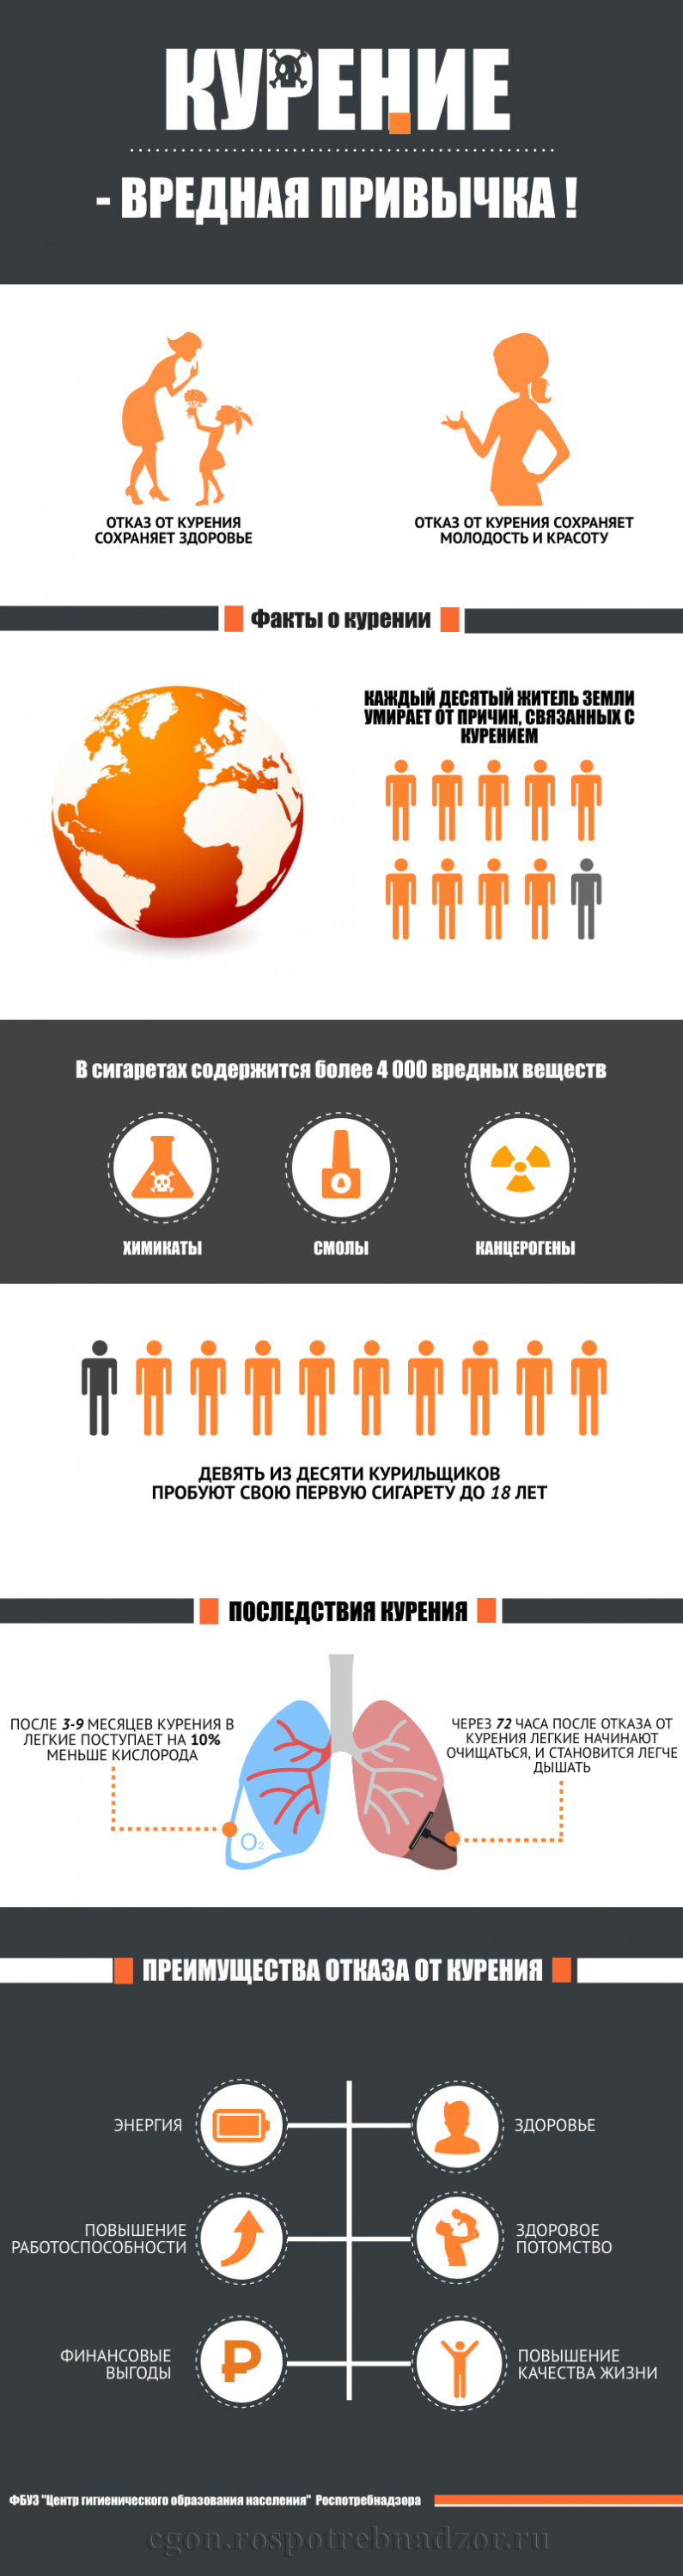 КУРЕНИЕ
- ВРЕДНАЯ ПРИВЫЧКА !
ОТКАЗ ОТ КУРЕНИЯ
СОХРАНЯЕТ ЗДОРОВЬЕ
ОТКАЗ ОТ КУРЕНИЯ СОХРАНЯЕТ
МОЛОДОСТЬ И КРАСОТУ
Факты о курении
КАЖДЫЙ ДЕСЯТЫЙ ЖИТЕЛЬ ЗЕМЛИ
УМИРАЕТ ОТ ПРИЧИН, СВЯЗАННЫХ С
КУРЕНИЕМ
В сигаретах содержится более 4 000 вредных веществ
ХИМИКАТЫ
СМОЛЫ
КАНЦЕРОГЕНЫ
ДЕВЯТЬ ИЗ ДЕСЯТИ КУРИЛЬЩИКОВ
ПРОБУЮТ СВОЮ ПЕРВУЮ СИГАРЕТУ ДО 18 ЛЕТ
ПОСЛЕДСТВИЯ КУРЕНИЯ
ПОСЛЕ 3-9 МЕСЯЦЕВ КУРЕНИЯ В
ЛЕГКИЕ ПОСТУПАЕТ НА 10%
МЕНЬШЕ КИСЛОРОДА
O2
ЧЕРЕЗ 72 ЧАСА ПОСЛЕ ОТКАЗА ОТ
КУРЕНИЯ ЛЕГКИЕ НАЧИНАЮТ
ОЧИЩАТЬСЯ, И СТАНОВИТСЯ ЛЕГЧЕ
ДЫШАТЬ
ПРЕИМУЩЕСТВА ОТКАЗА ОТ КУРЕНИЯ
ЭНЕРГИЯ
ЗДОРОВЬЕ
ПОВЫШЕНИЕ
РАБОТОСПОСОБНОСТИ
ЗДОРОВОЕ
ПОТОМСТВО
ФИНАНСОВЫЕ
ВЫГОДЫ
ПОВЫШЕНИЕ
КАЧЕСТВА ЖИЗНИ
ФБУЗ "Центр гигиенического образования населения" Роспотребнадзора
cgon.rospotrebnadzor.ru